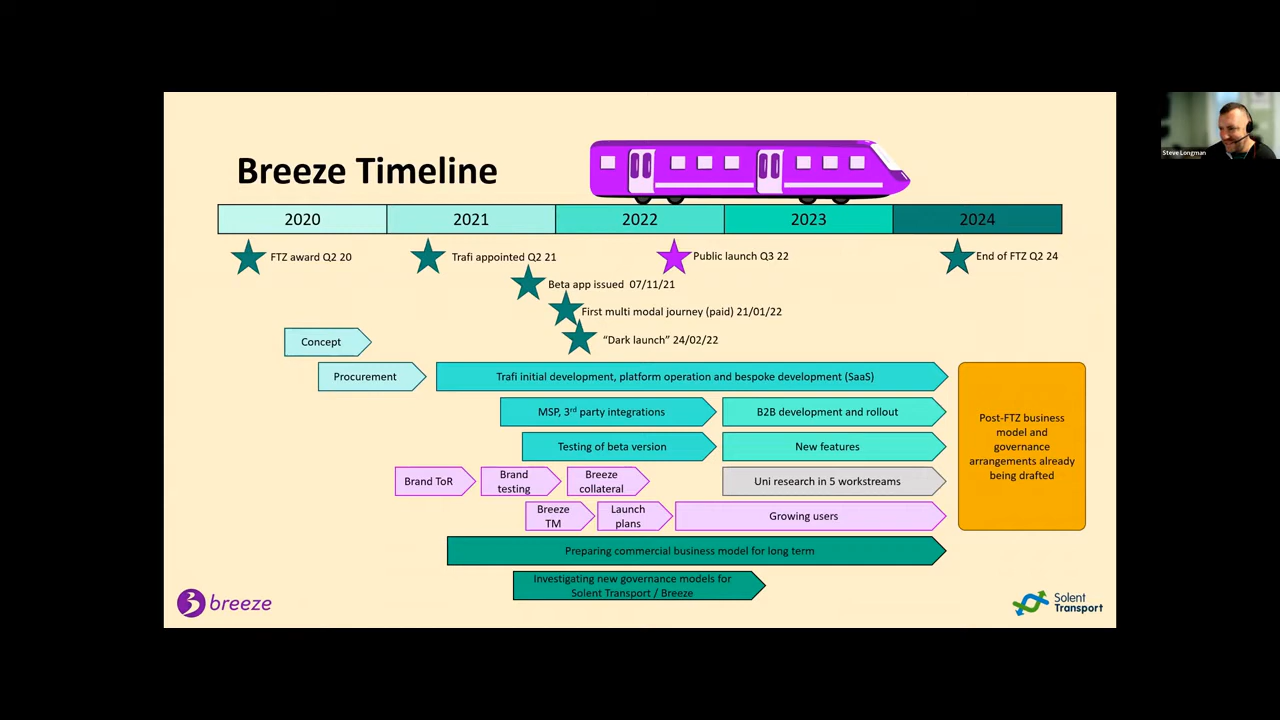 Breeze Timeline
2020
2021
2022
2023
2024
FTZ award Q2 20
Trafi appointed Q2 21
Public launch Q3 22
End of FTZ Q2 24
Beta app issued 07/11/21
First multi modal journey (paid) 21/01/22
“Dark launch” 24/02/22
Concept
Procurement
Trafi initial development, platform operation and bespoke development (SaaS)
MSP, 3rd party integrations
B2B development and rollout
Testing of beta version
New features
Brand ToR
Brand
testing
Breeze
collateral
Uni research in 5 workstreams
Breeze
TM
Launch
plans
Growing users
Preparing commercial business model for long term
Investigating new governance models for
Solent Transport / Breeze
Post-FTZ business
model and
governance
arrangements already
being drafted
breeze
Solent
Transport
Steve Longman